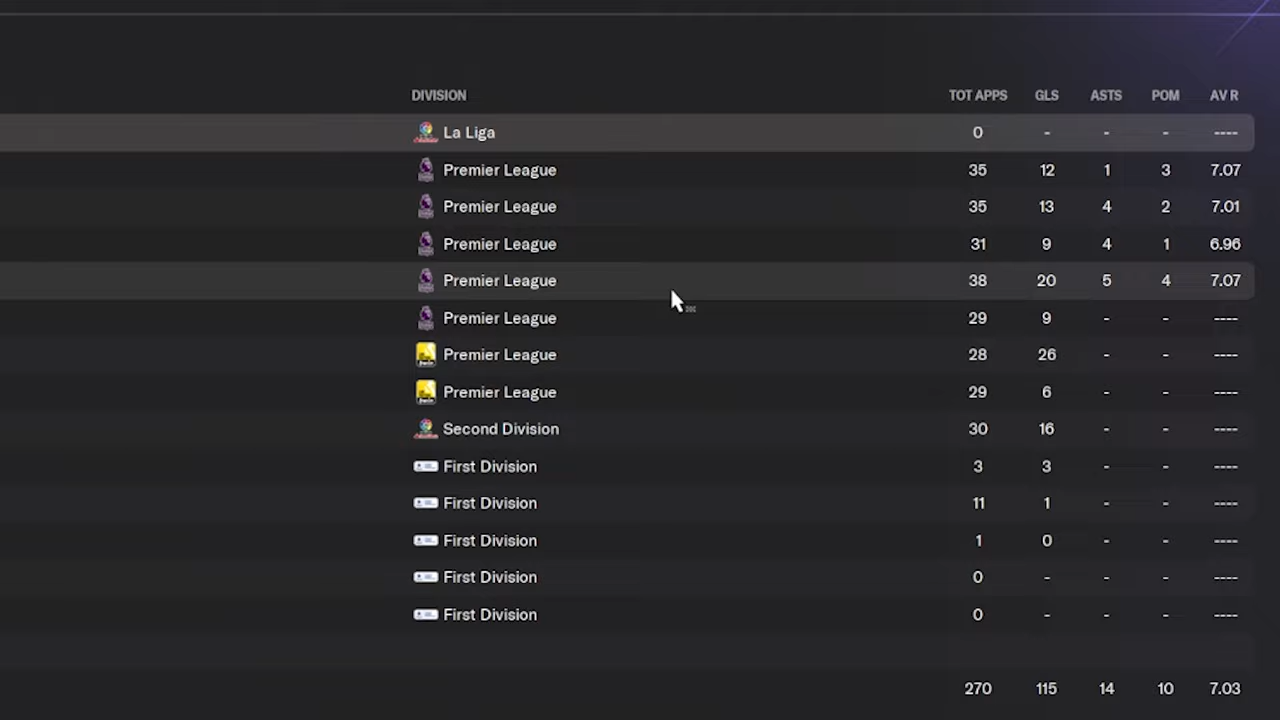 DIVISION TOT APPS GLS ASTS POM AV R
La Liga 0 - - - ----
Premier League 35 12 1 3 7.07
Premier League 35 13 4 2 7.01
Premier League 31 9 4 1 6.96
Premier League 38 20 5 4 7.07
Premier League 29 9 - - ----
Premier League 28 26 - - ----
Premier League 29 6 - - ----
Second Division 30 16 - - ----
First Division 3 3 - - ----
First Division 11 1 - - ----
First Division 1 0 - - ----
First Division 0 - - - ----
First Division 0 - - - ----
270 115 14 10 7.03